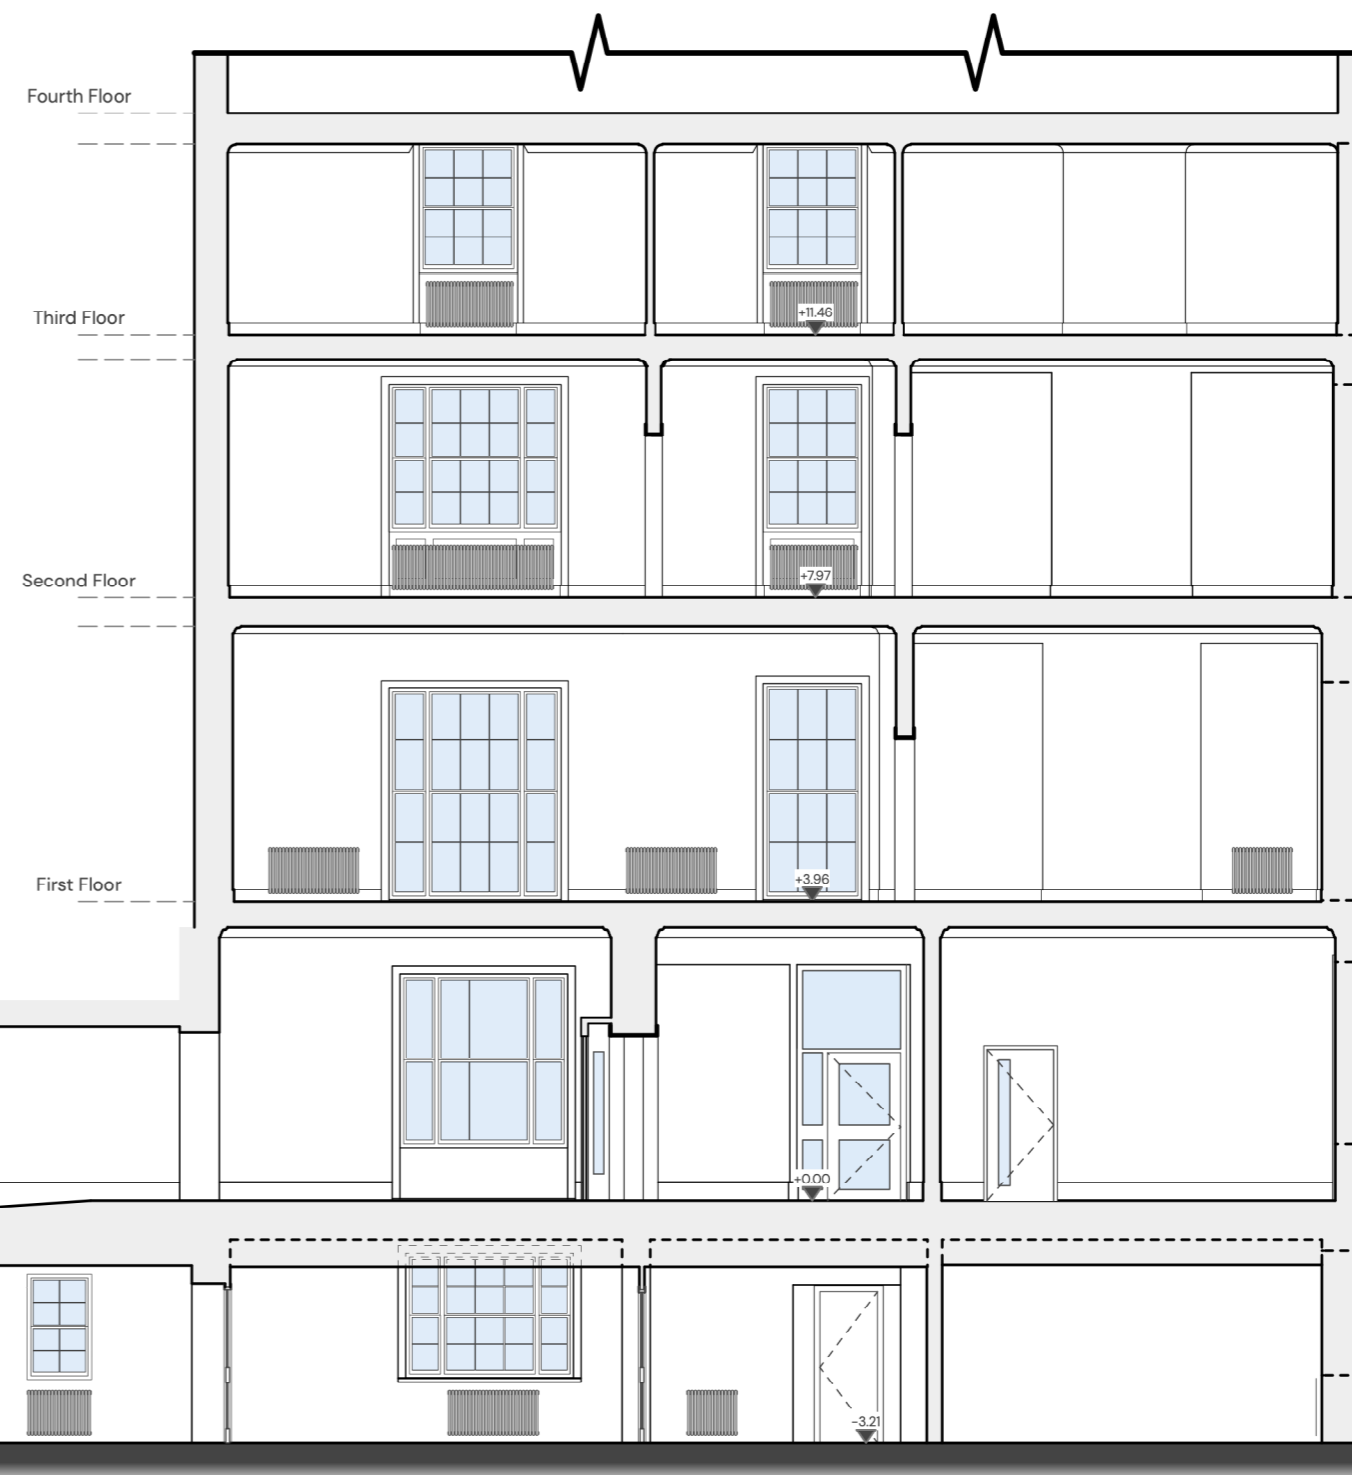 Fourth Floor
Third Floor
+11.46
Second Floor
+7.97
First Floor
+3.96
+0.00
-3.21